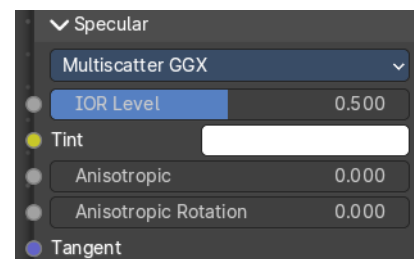 Specular
Multiscatter GGX
IOR Level 0.500
Tint
Anisotropic 0.000
Anisotropic Rotation 0.000
Tangent